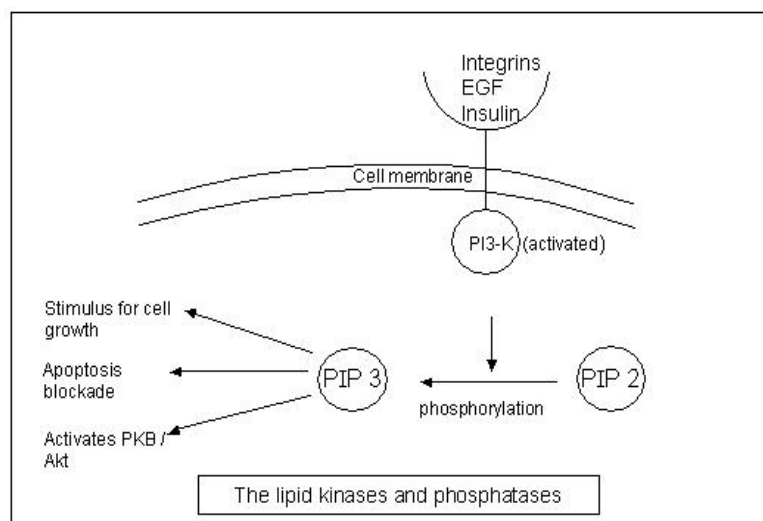 Integrins
EGF
Insulin
Cell membrane
PI3-K (activated)
Stimulus for cell
growth
Apoptosis
blockade
Activates PKB /
Akt
PIP 3
PIP 2
phosphorylation
The lipid kinases and phosphatases